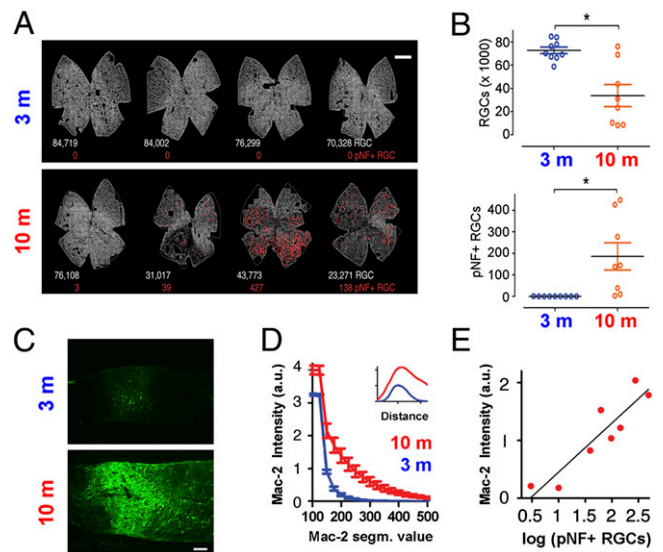 A
3 m
84,719
0
84,002
0
76,299
0
70,328 RGC
0 pNF+ RGC
10 m
76,108
3
31,017
39
43,773
427
23,271 RGC
138 pNF+ RGC
B
*
RGCs (x 1000)
80
60
40
20
0
3 m
10 m
*
pNF+ RGCs
400
300
200
100
0
3 m
10 m
C
3 m
10 m
D
Mac-2 Intensity (a.u.)
4
3
2
1
0
Distance
10 m
3 m
100
200
300
400
500
Mac-2 segm. value
E
Mac-2 Intensity (a.u.)
2
1
0
0.5
1.0
1.5
2.0
2.5
log (pNF+ RGCs)